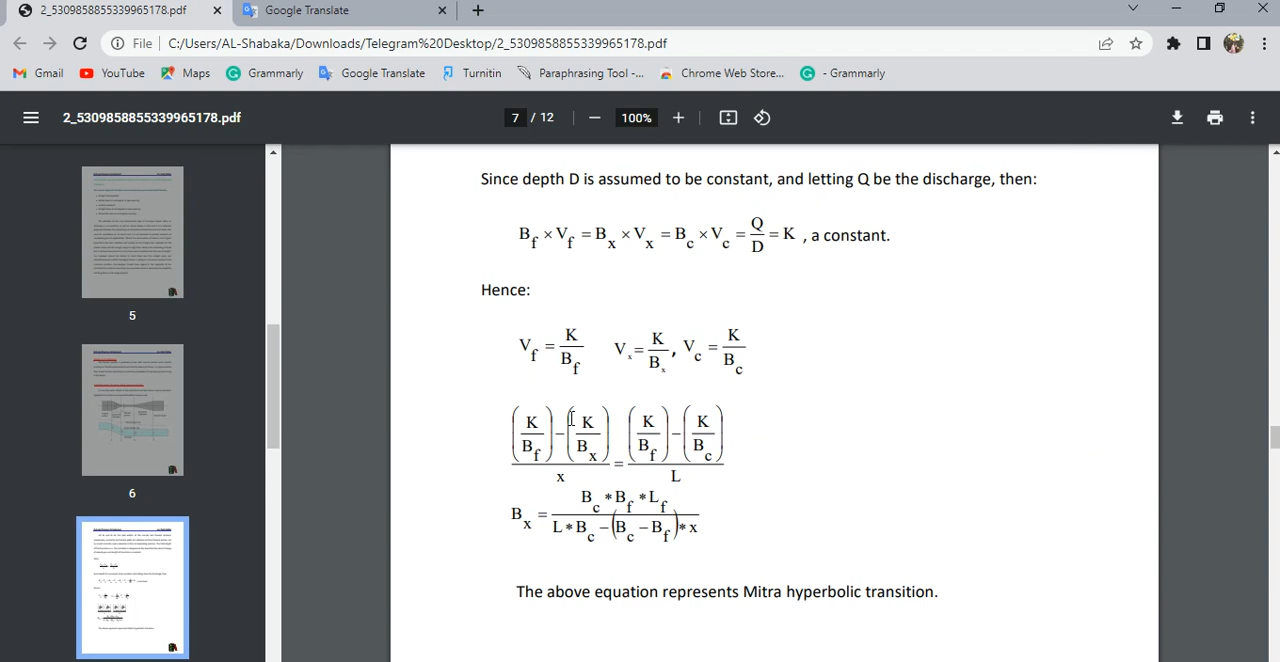 2_5309858855339965178.pdf
Google Translate
File C:/Users/AL-Shabaka/Downloads/Telegram%20Desktop/2_5309858855339965178.pdf
Gmail YouTube Maps Grammarly Google Translate Turnitin Paraphrasing Tool -... Chrome Web Store... - Grammarly
2_5309858855339965178.pdf 7 / 12 100%
5
6
Since depth D is assumed to be constant, and letting Q be the discharge, then:
B_f × V_f = B_x × V_x = B_c × V_c = Q/D = K , a constant.
Hence:
V_f = K/B_f V_x = K/B_x , V_c = K/B_c
((K/B_f) − (K/B_x))/x = ((K/B_f) − (K/B_c))/L
B_x = (B_c * B_f * L_f)/(L * B_c − (B_c − B_f) * x)
The above equation represents Mitra hyperbolic transition.